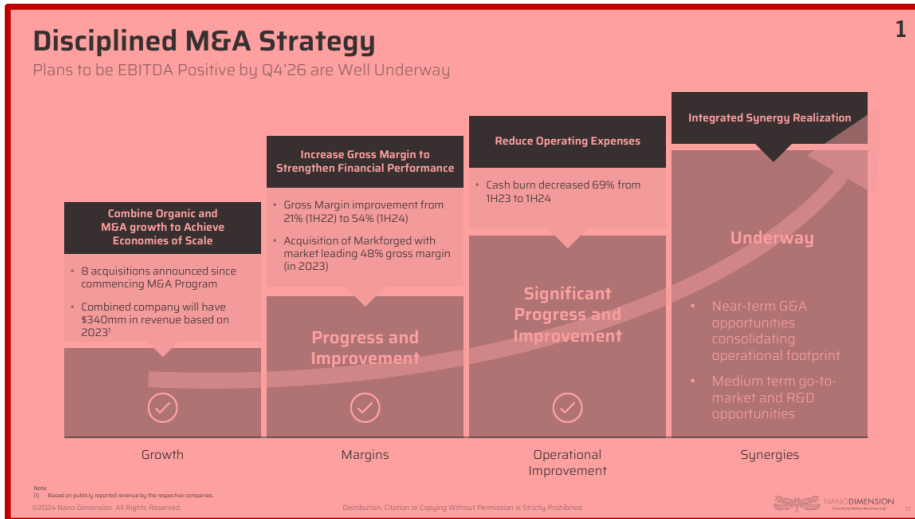 1
Disciplined M&A Strategy
Plans to be EBITDA Positive by Q4'26 are Well Underway
Combine Organic and
M&A growth to Achieve
Economies of Scale
• 8 acquisitions announced since
commencing M&A Program
• Combined company will have
$340mm in revenue based on
2023¹
Growth
Increase Gross Margin to
Strengthen Financial Performance
• Gross Margin improvement from
21% (1H22) to 54% (1H24)
• Acquisition of Markforged with
market leading 48% gross margin
(in 2023)
Progress and
Improvement
Margins
Reduce Operating Expenses
• Cash burn decreased 69% from
1H23 to 1H24
Significant
Progress and
Improvement
Operational
Improvement
Integrated Synergy Realization
Underway
• Near-term G&A
opportunities
consolidating
operational footprint
• Medium term go-to-
market and R&D
opportunities
Synergies
Note
(1) Based on publicly reported revenue by the respective companies.
©2024 Nano Dimension. All Rights Reserved.
Distribution, Citation or Copying Without Permission is Strictly Prohibited.
NANODIMENSION